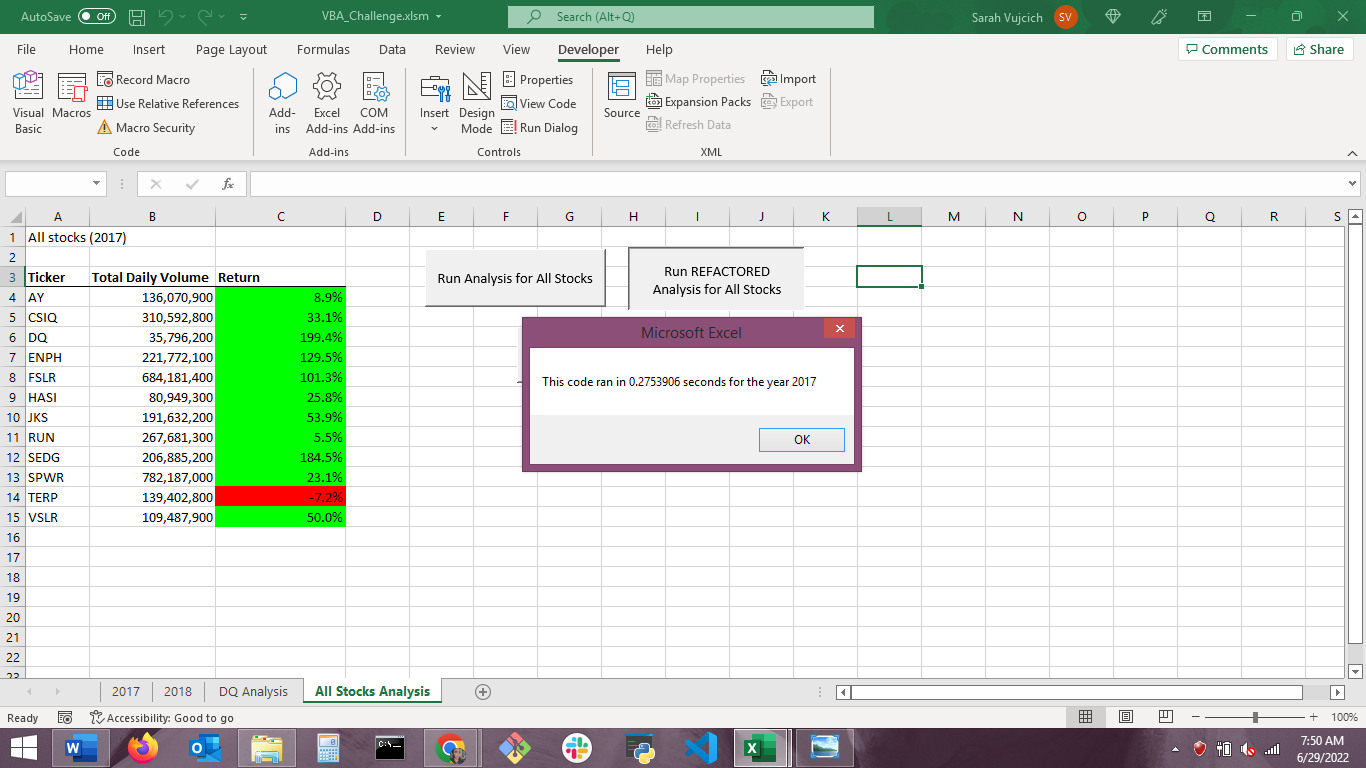 AutoSave Off VBA_Challenge.xlsm Search (Alt+Q) Sarah Vujcich SV
File Home Insert Page Layout Formulas Data Review View Developer Help Comments Share
Visual Basic
Macros
Record Macro
Use Relative References
Macro Security
Code
Add-ins
Excel Add-ins
COM Add-ins
Add-ins
Insert
Design Mode
Properties
View Code
Run Dialog
Controls
Source
Map Properties
Expansion Packs
Refresh Data
Import
Export
XML
fx
A B C D E F G H I J K L M N O P Q R S
1 All stocks (2017)
2
3 Ticker Total Daily Volume Return
4 AY 136,070,900 8.9%
5 CSIQ 310,592,800 33.1%
6 DQ 35,796,200 199.4%
7 ENPH 221,772,100 129.5%
8 FSLR 684,181,400 101.3%
9 HASI 80,949,300 25.8%
10 JKS 191,632,200 53.9%
11 RUN 267,681,300 5.5%
12 SEDG 206,885,200 184.5%
13 SPWR 782,187,000 23.1%
14 TERP 139,402,800 -7.2%
15 VSLR 109,487,900 50.0%
16
17
18
19
20
21
22
23
Run Analysis for All Stocks
Run REFACTORED
Analysis for All Stocks
Microsoft Excel
This code ran in 0.2753906 seconds for the year 2017
OK
2017 2018 DQ Analysis All Stocks Analysis
Ready Accessibility: Good to go 100%
7:50 AM
6/29/2022